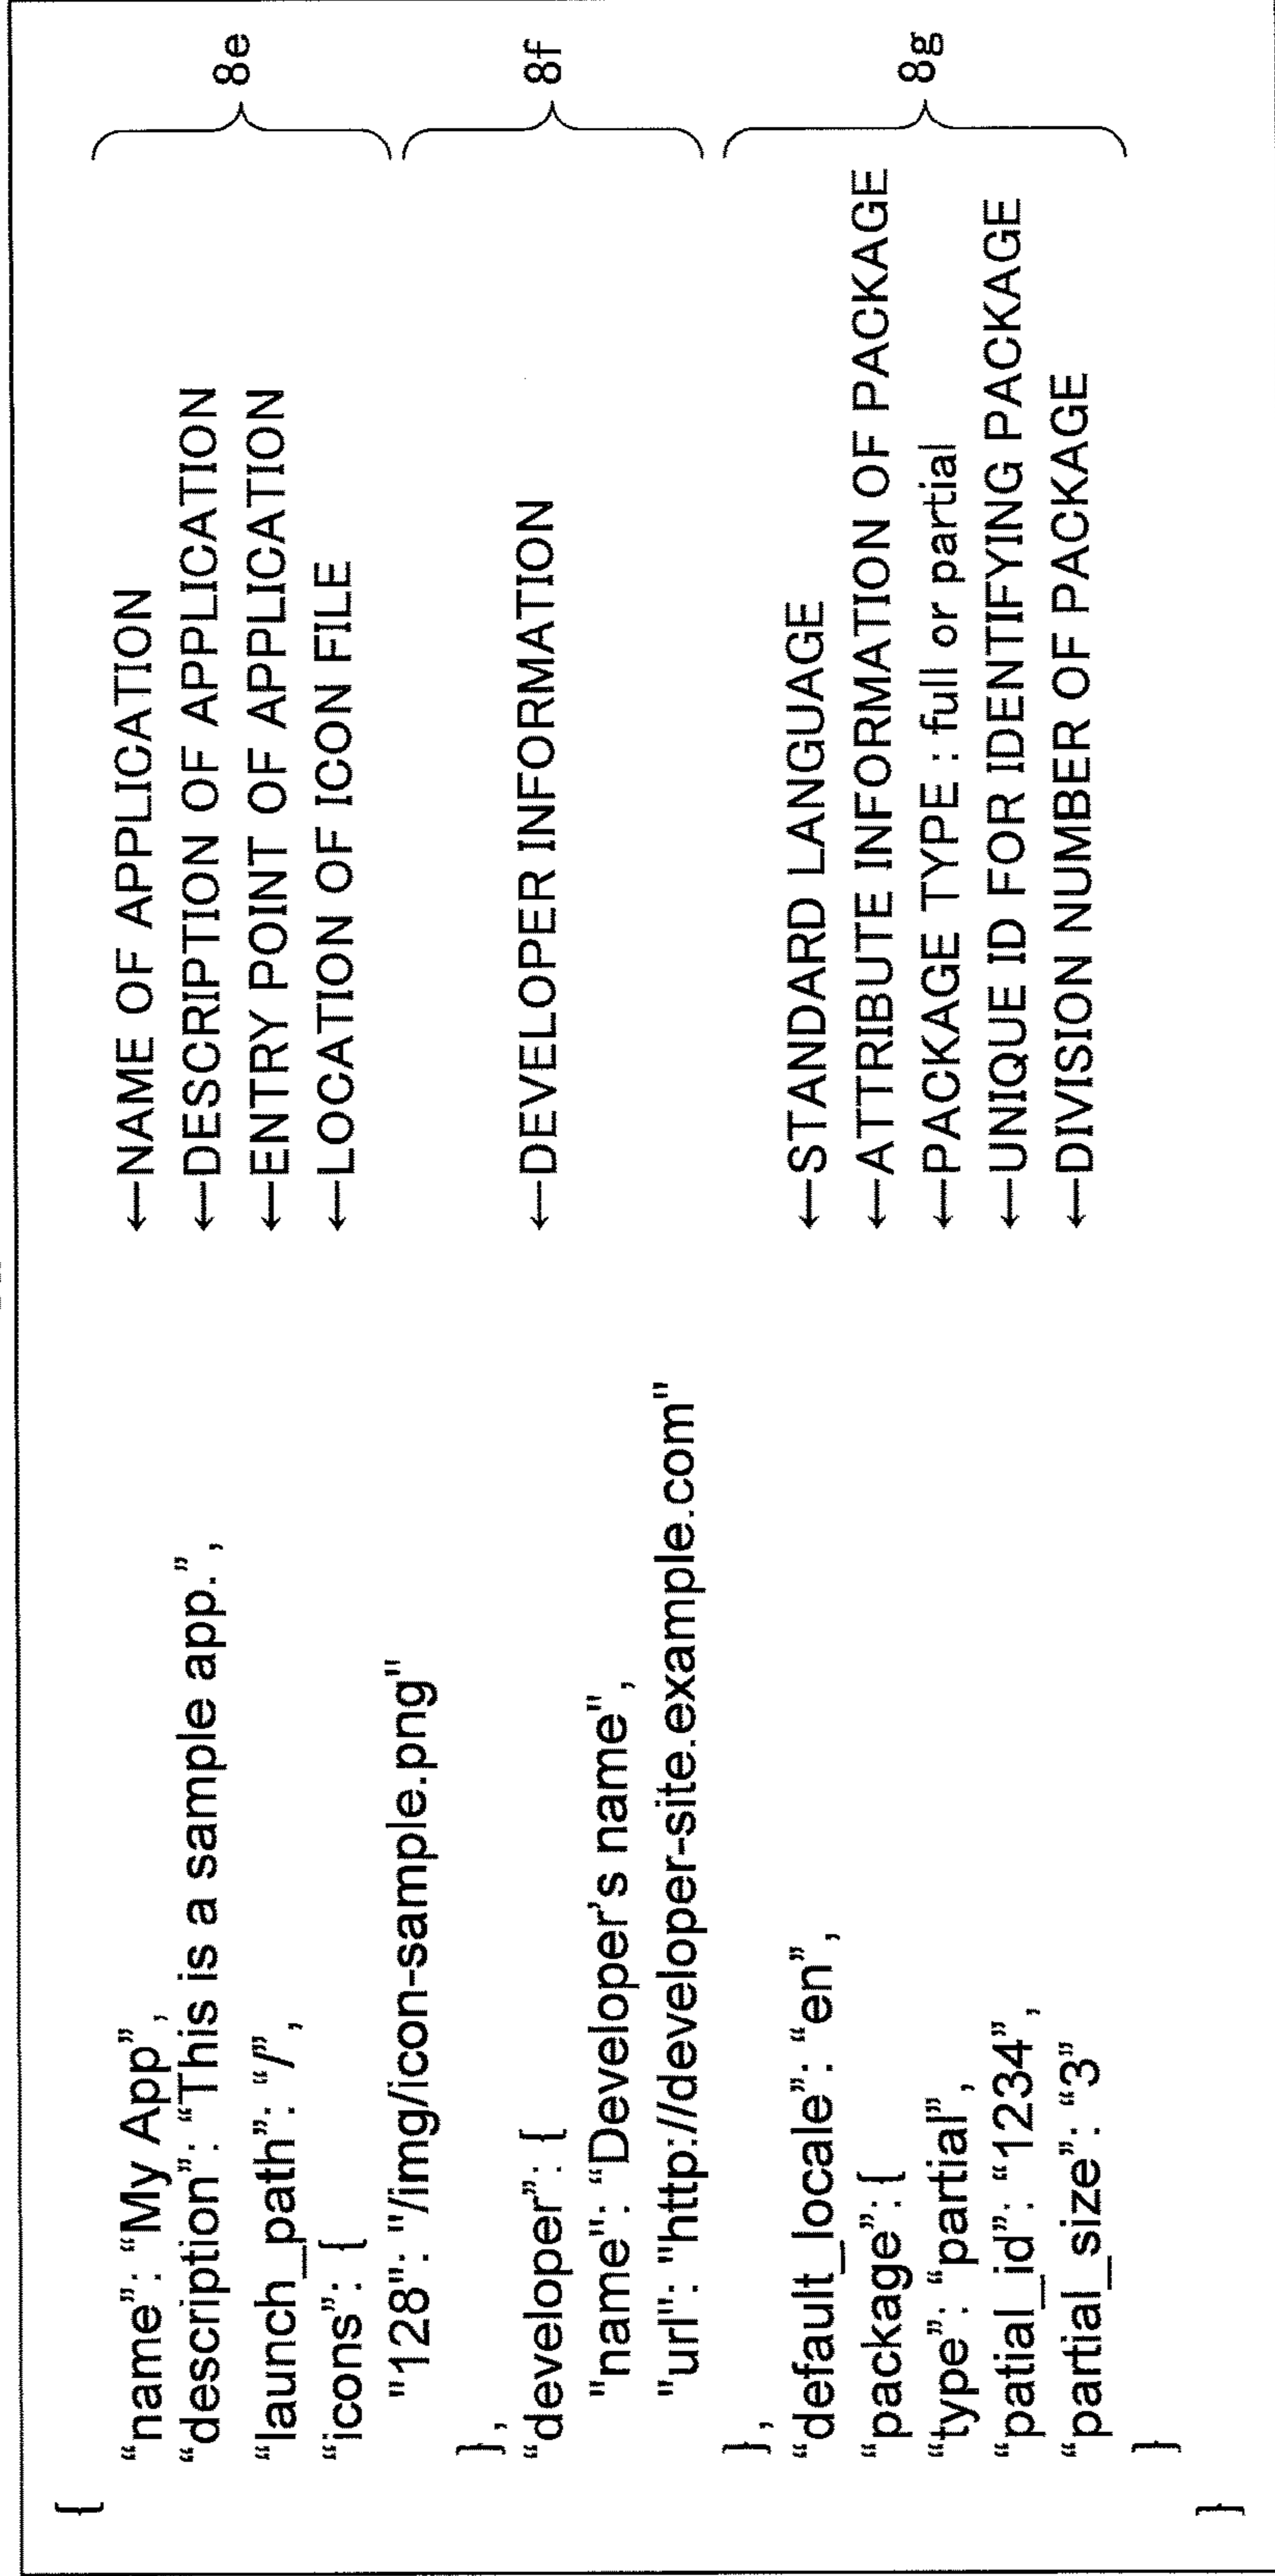 {
“name”: “My App”, ←NAME OF APPLICATION
“description”: “This is a sample app.”, ←DESCRIPTION OF APPLICATION
“launch_path”: “/”, ←ENTRY POINT OF APPLICATION
“icons”: { ←LOCATION OF ICON FILE
"128": "/img/icon-sample.png"
},
“developer”: { ←DEVELOPER INFORMATION
"name": “Developer’s name",
"url": "http://developer-site.example.com"
},
“default_locale”: “en”, ←STANDARD LANGUAGE
“package”: { ←ATTRIBUTE INFORMATION OF PACKAGE
“type”: “partial”, ←PACKAGE TYPE : full or partial
“patial_id”: “1234”, ←UNIQUE ID FOR IDENTIFYING PACKAGE
“partial_size”: “3” ←DIVISION NUMBER OF PACKAGE
}
}
8e
8f
8g